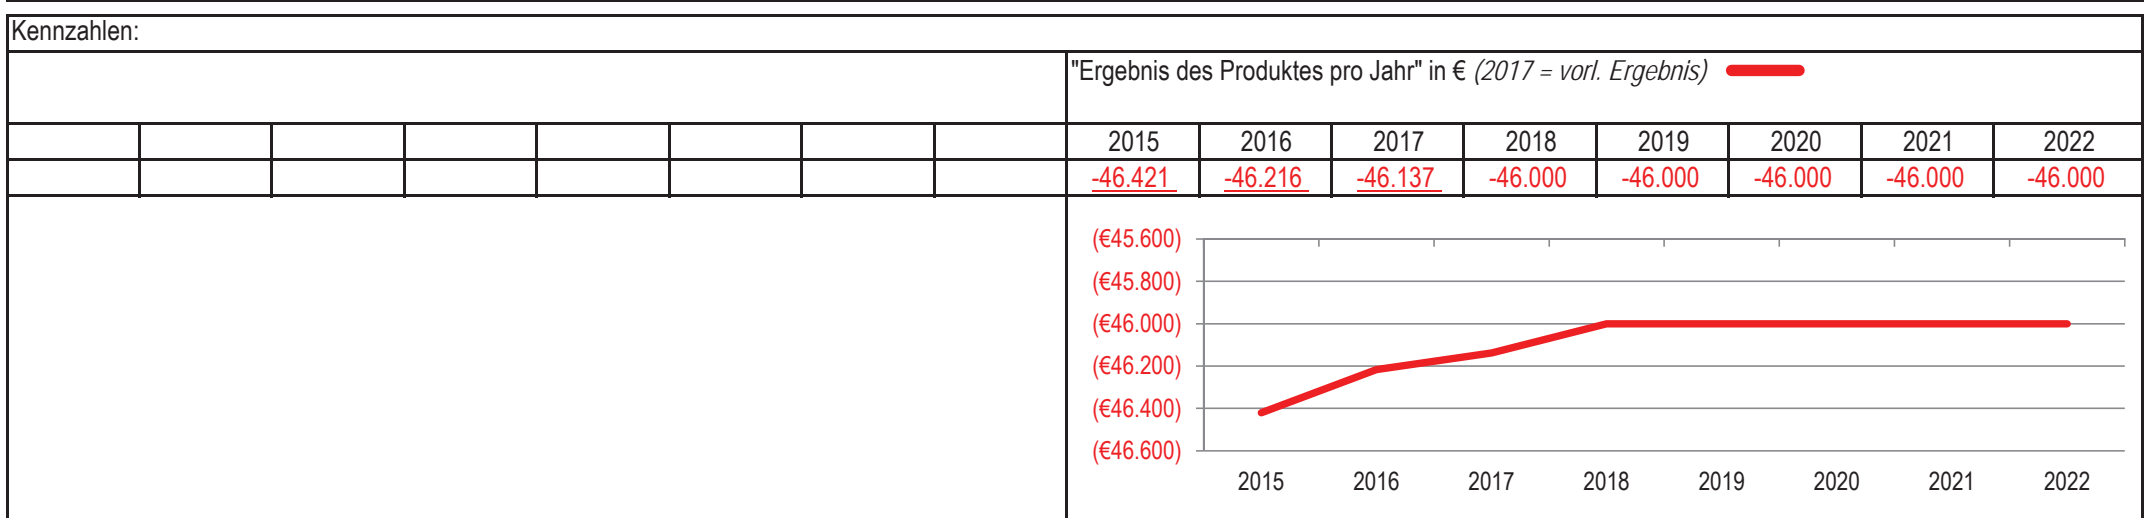 Kennzahlen:
"Ergebnis des Produktes pro Jahr" in € (2017 = vorl. Ergebnis)
2015 2016 2017 2018 2019 2020 2021 2022
-46.421 -46.216 -46.137 -46.000 -46.000 -46.000 -46.000 -46.000
(€45.600)
(€45.800)
(€46.000)
(€46.200)
(€46.400)
(€46.600)
2015 2016 2017 2018 2019 2020 2021 2022